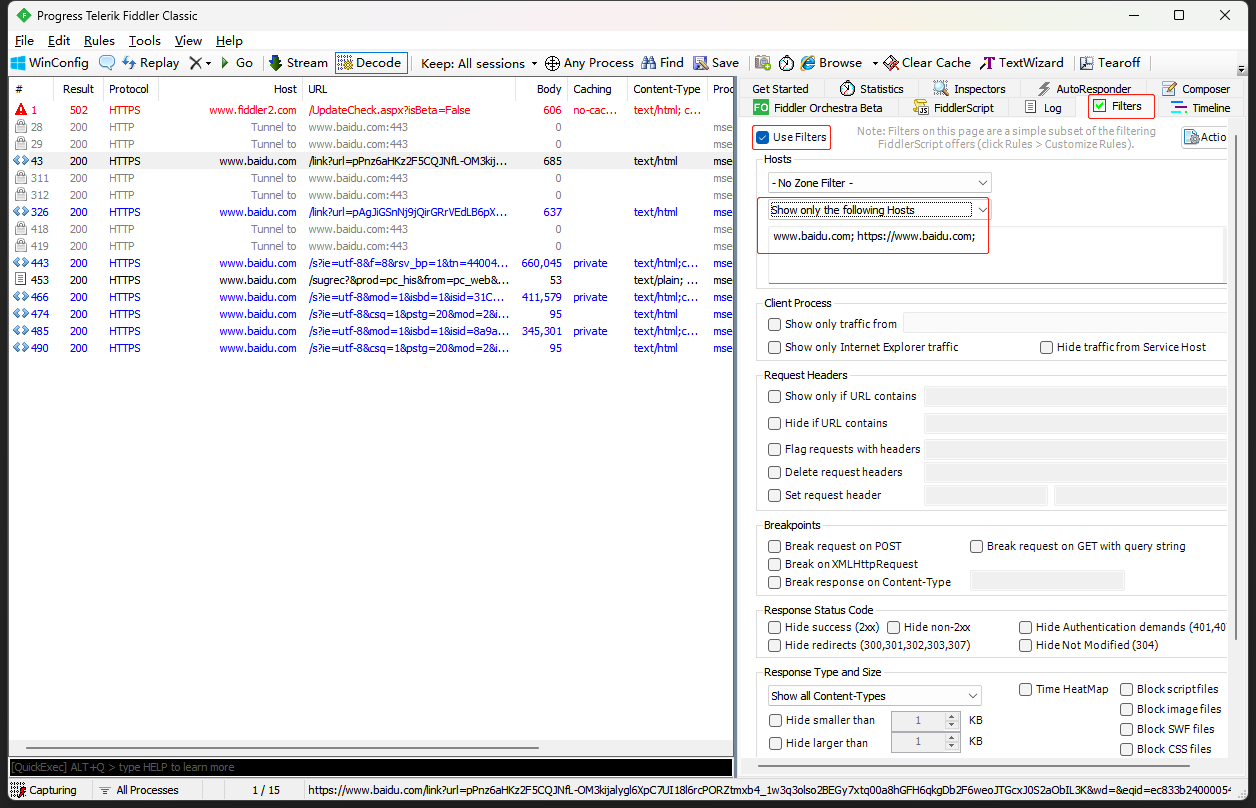 Progress Telerik Fiddler Classic
File Edit Rules Tools View Help
WinConfig Replay Go Stream Decode Keep: All sessions Any Process Find Save Browse Clear Cache TextWizard Tearoff
# Result Protocol Host URL Body Caching Content-Type Proc
1 502 HTTPS www.fiddler2.com /UpdateCheck.aspx?isBeta=False 606 no-cac... text/html; c...
28 200 HTTP Tunnel to www.baidu.com:443 0 mse
29 200 HTTP Tunnel to www.baidu.com:443 0 mse
43 200 HTTPS www.baidu.com /link?url=pPnz6aHKz2F5CQJNfL-OM3kij... 685 text/html mse
311 200 HTTP Tunnel to www.baidu.com:443 0 mse
312 200 HTTP Tunnel to www.baidu.com:443 0 mse
326 200 HTTPS www.baidu.com /link?url=pAgJiGSnNj9jQirGRrVEdLB6pX... 637 text/html mse
418 200 HTTP Tunnel to www.baidu.com:443 0 mse
419 200 HTTP Tunnel to www.baidu.com:443 0 mse
443 200 HTTPS www.baidu.com /s?ie=utf-8&f=8&rsv_bp=1&tn=44004... 660,045 private text/html;c... mse
453 200 HTTPS www.baidu.com /sugrec?&prod=pc_his&from=pc_web&... 53 text/plain; ... mse
466 200 HTTPS www.baidu.com /s?ie=utf-8&mod=1&isbd=1&isid=31C... 411,579 private text/html;c... mse
474 200 HTTPS www.baidu.com /s?ie=utf-8&csq=1&pstg=20&mod=2&i... 95 text/html mse
485 200 HTTPS www.baidu.com /s?ie=utf-8&mod=1&isbd=1&isid=8a9a... 345,301 private text/html;c... mse
490 200 HTTPS www.baidu.com /s?ie=utf-8&csq=1&pstg=20&mod=2&i... 95 text/html mse
Get Started Statistics Inspectors AutoResponder Composer
FO Fiddler Orchestra Beta FiddlerScript Log Filters Timeline
Use Filters
Note: Filters on this page are a simple subset of the filtering
FiddlerScript offers (click Rules > Customize Rules).
Actio
Hosts
- No Zone Filter -
Show only the following Hosts
www.baidu.com; https://www.baidu.com;
Client Process
Show only traffic from
Show only Internet Explorer traffic Hide traffic from Service Host
Request Headers
Show only if URL contains
Hide if URL contains
Flag requests with headers
Delete request headers
Set request header
Breakpoints
Break request on POST Break request on GET with query string
Break on XMLHttpRequest
Break response on Content-Type
Response Status Code
Hide success (2xx) Hide non-2xx Hide Authentication demands (401,40
Hide redirects (300,301,302,303,307) Hide Not Modified (304)
Response Type and Size
Show all Content-Types Time HeatMap Block script files
Block image files
Hide smaller than 1 KB
Block SWF files
Hide larger than 1 KB
Block CSS files
[QuickExec] ALT+Q > type HELP to learn more
Capturing All Processes 1 / 15 https://www.baidu.com/link?url=pPnz6aHKz2F5CQJNfL-OM3kijalygl6XpC7UI18l6rcPORZtmxb4_1w3q3olso2BEGy7xtq00a8hGFH6qkgDb2F6weoJTGcxJ0S2aObIL3K&wd=&eqid=ec833b2400005